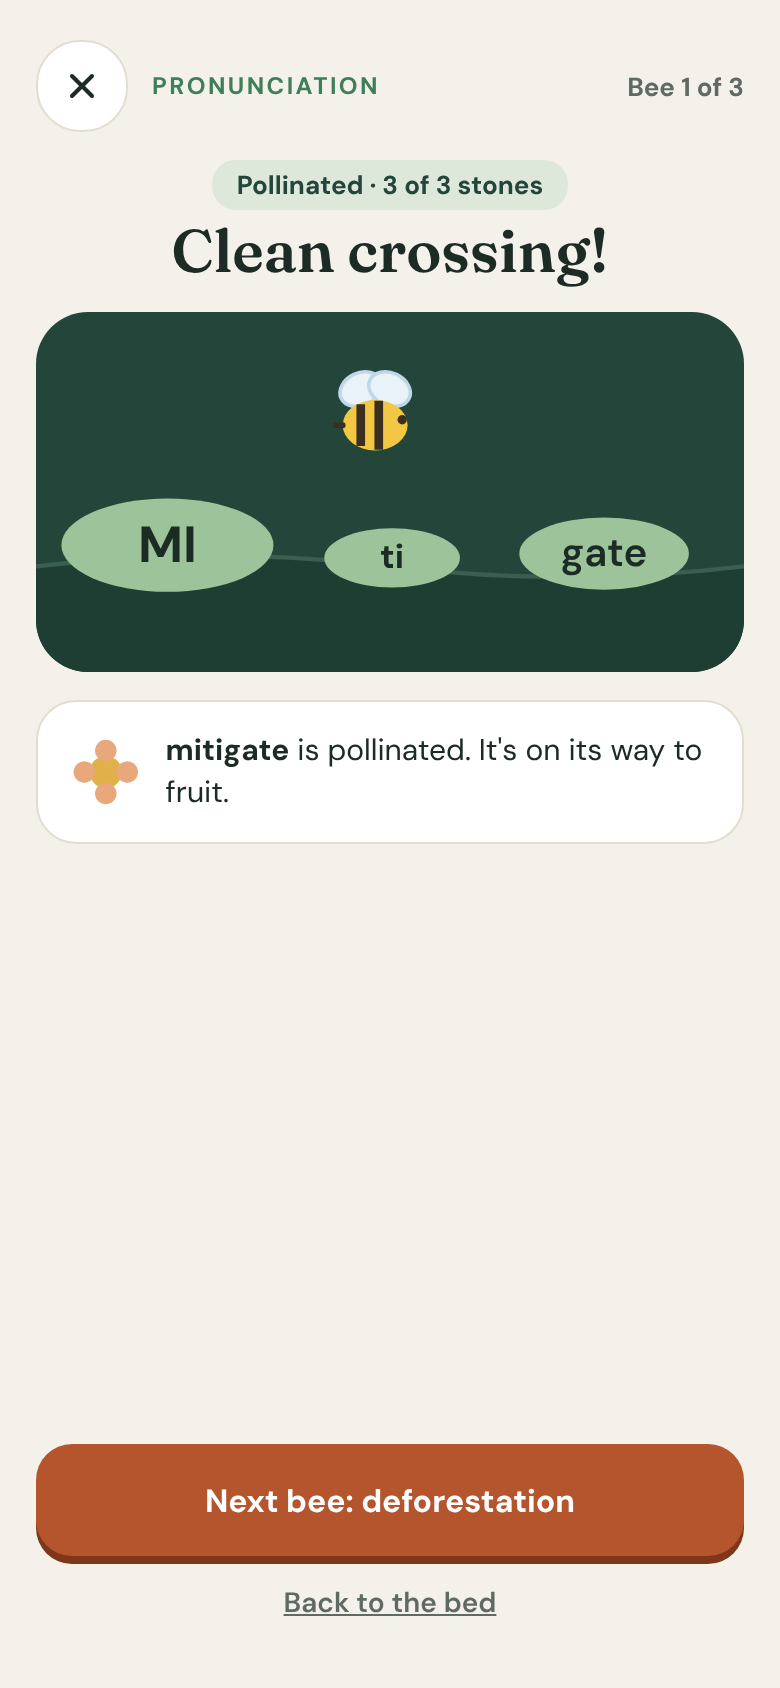 PRONUNCIATION
Bee 1 of 3
Pollinated · 3 of 3 stones
Clean crossing!
MI
ti
gate
mitigate is pollinated. It's on its way to
fruit.
Next bee: deforestation
Back to the bed